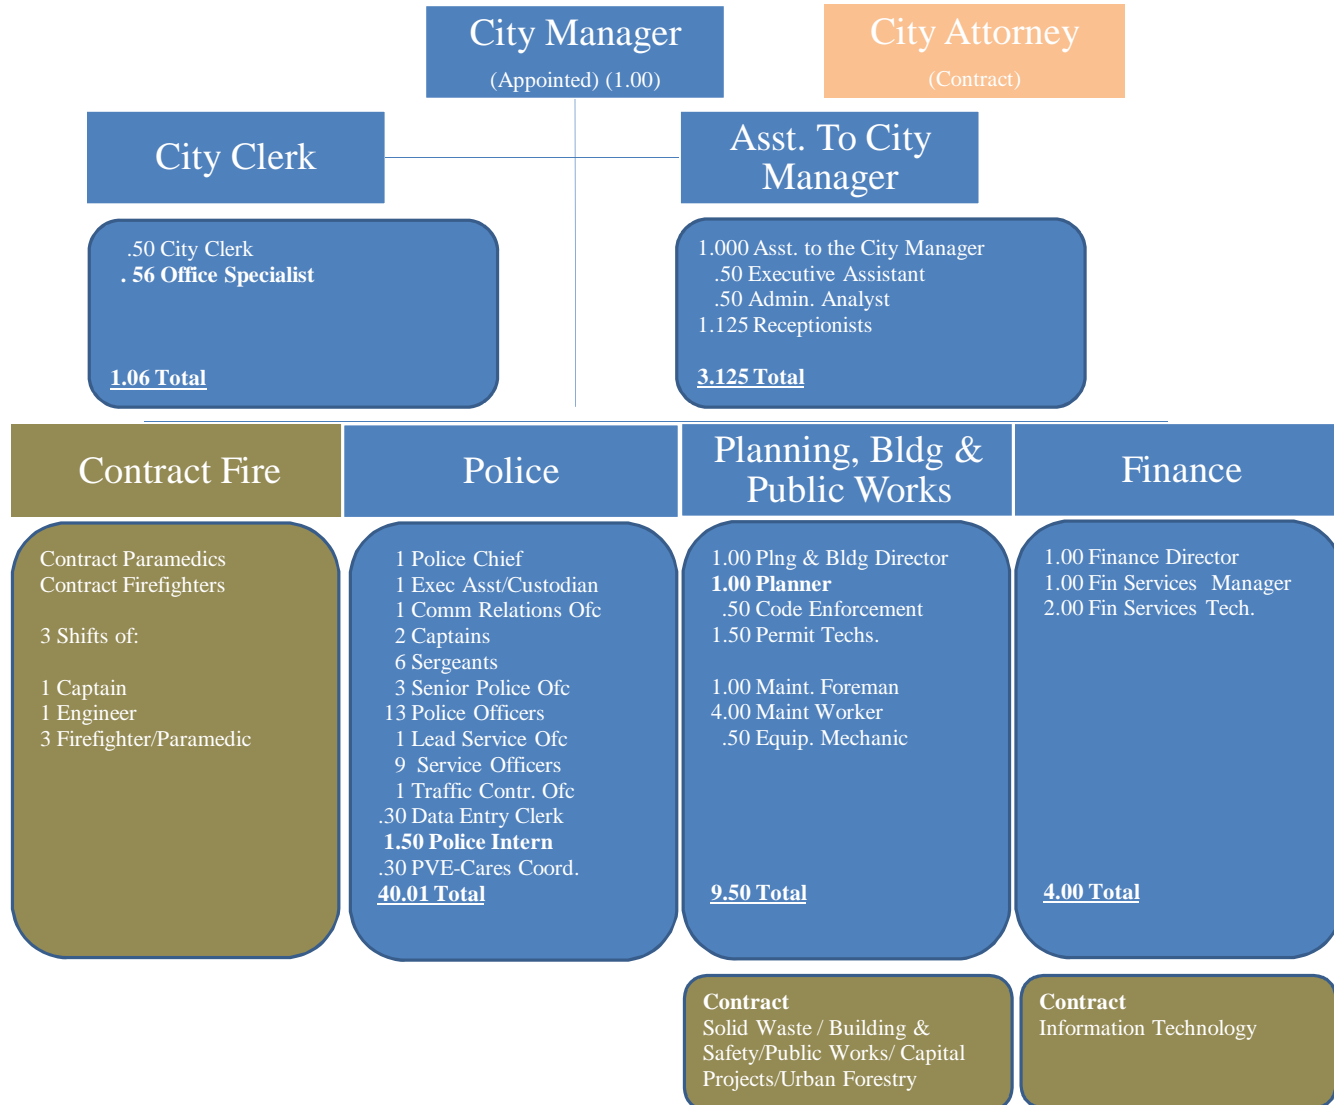 City Manager
(Appointed) (1.00)
City Attorney
(Contract)
City Clerk
Asst. To City
Manager
.50 City Clerk
. 56 Office Specialist
1.06 Total
1.000 Asst. to the City Manager
.50 Executive Assistant
.50 Admin. Analyst
1.125 Receptionists
3.125 Total
Contract Fire
Contract Paramedics
Contract Firefighters
3 Shifts of:
1 Captain
1 Engineer
3 Firefighter/Paramedic
Police
1 Police Chief
1 Exec Asst/Custodian
1 Comm Relations Ofc
2 Captains
6 Sergeants
3 Senior Police Ofc
13 Police Officers
1 Lead Service Ofc
9 Service Officers
1 Traffic Contr. Ofc
.30 Data Entry Clerk
1.50 Police Intern
.30 PVE-Cares Coord.
40.01 Total
Planning, Bldg &
Public Works
1.00 Plng & Bldg Director
1.00 Planner
.50 Code Enforcement
1.50 Permit Techs.
1.00 Maint. Foreman
4.00 Maint Worker
.50 Equip. Mechanic
9.50 Total
Contract
Solid Waste / Building &
Safety/Public Works/ Capital
Projects/Urban Forestry
Finance
1.00 Finance Director
1.00 Fin Services Manager
2.00 Fin Services Tech.
4.00 Total
Contract
Information Technology